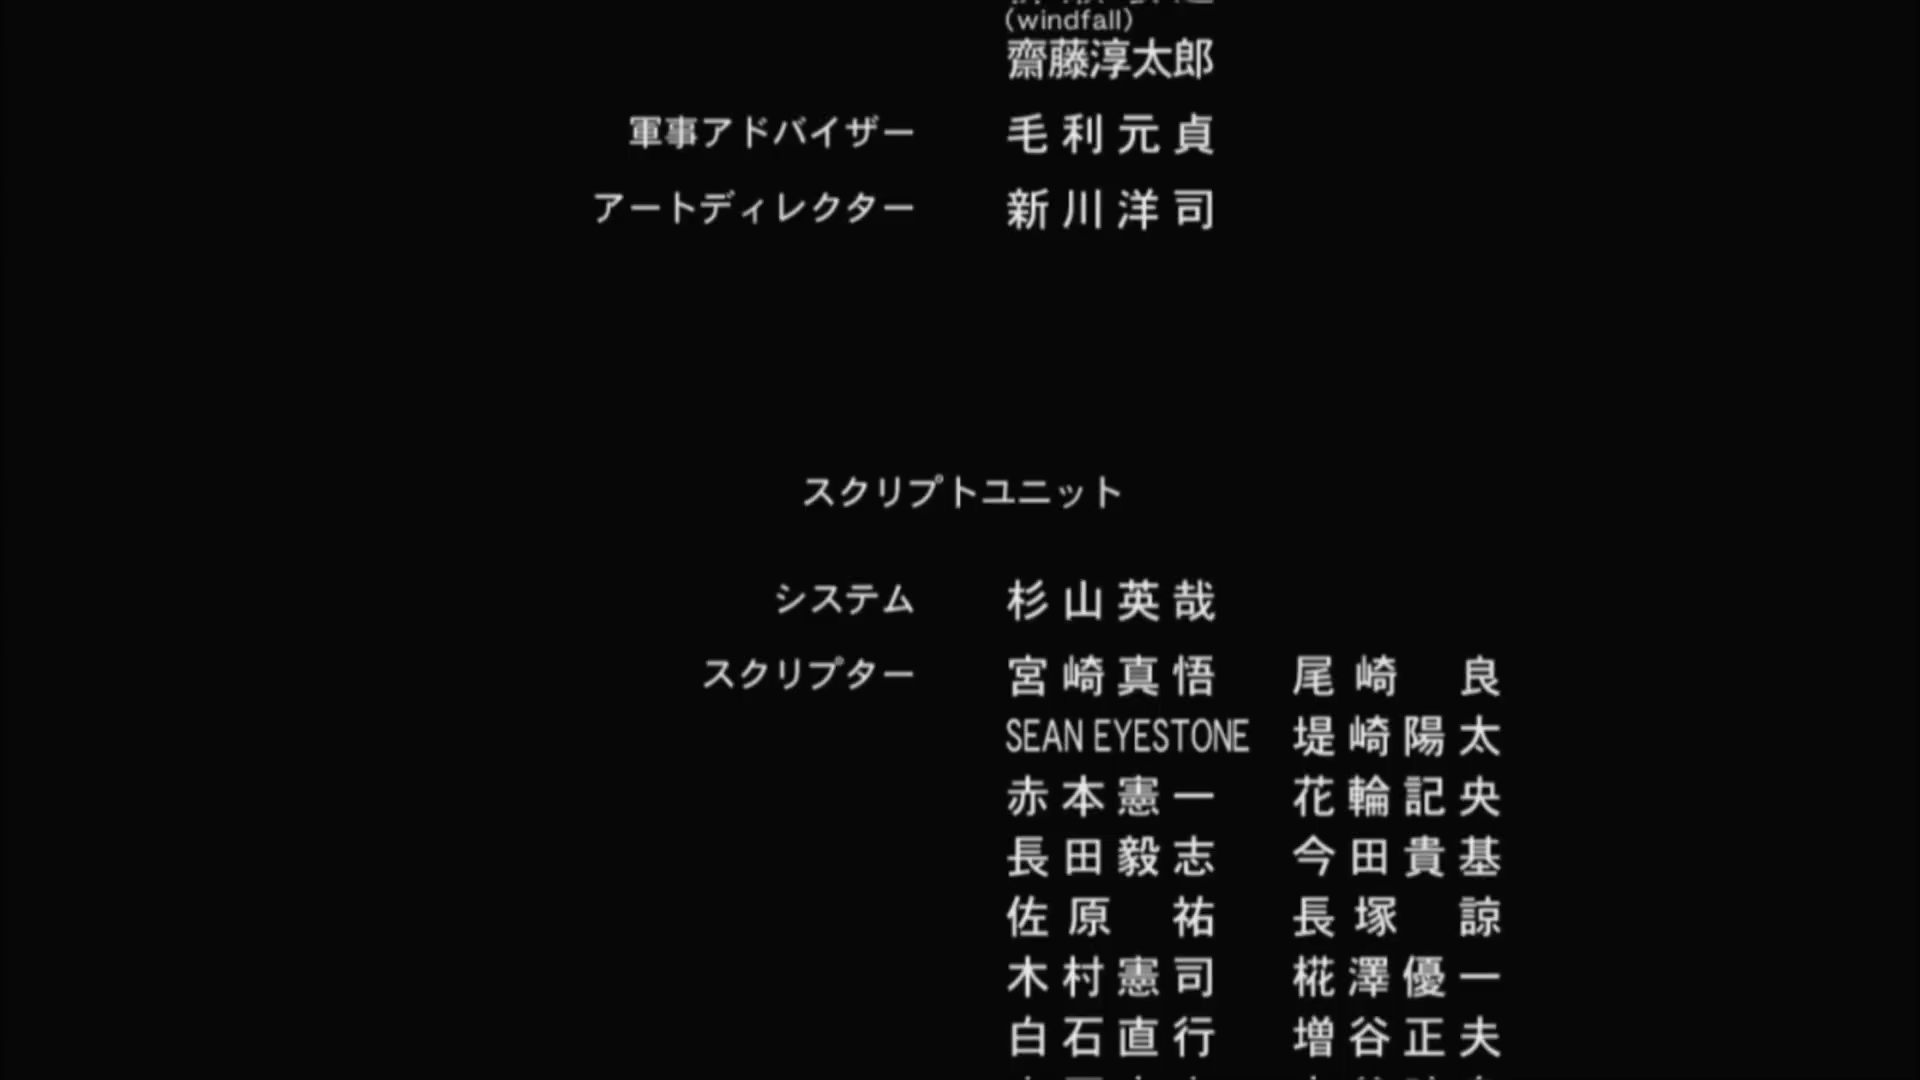 (windfall)
齋藤淳太郎
軍事アドバイザー 毛利元貞
アートディレクター 新川洋司
スクリプトユニット
システム 杉山英哉
スクリプター 宮崎真悟 尾崎 良
SEAN EYESTONE 堤崎陽太
赤本憲一 花輪記央
長田毅志 今田貴基
佐原 祐 長塚 諒
木村憲司 椛澤優一
白石直行 増谷正夫